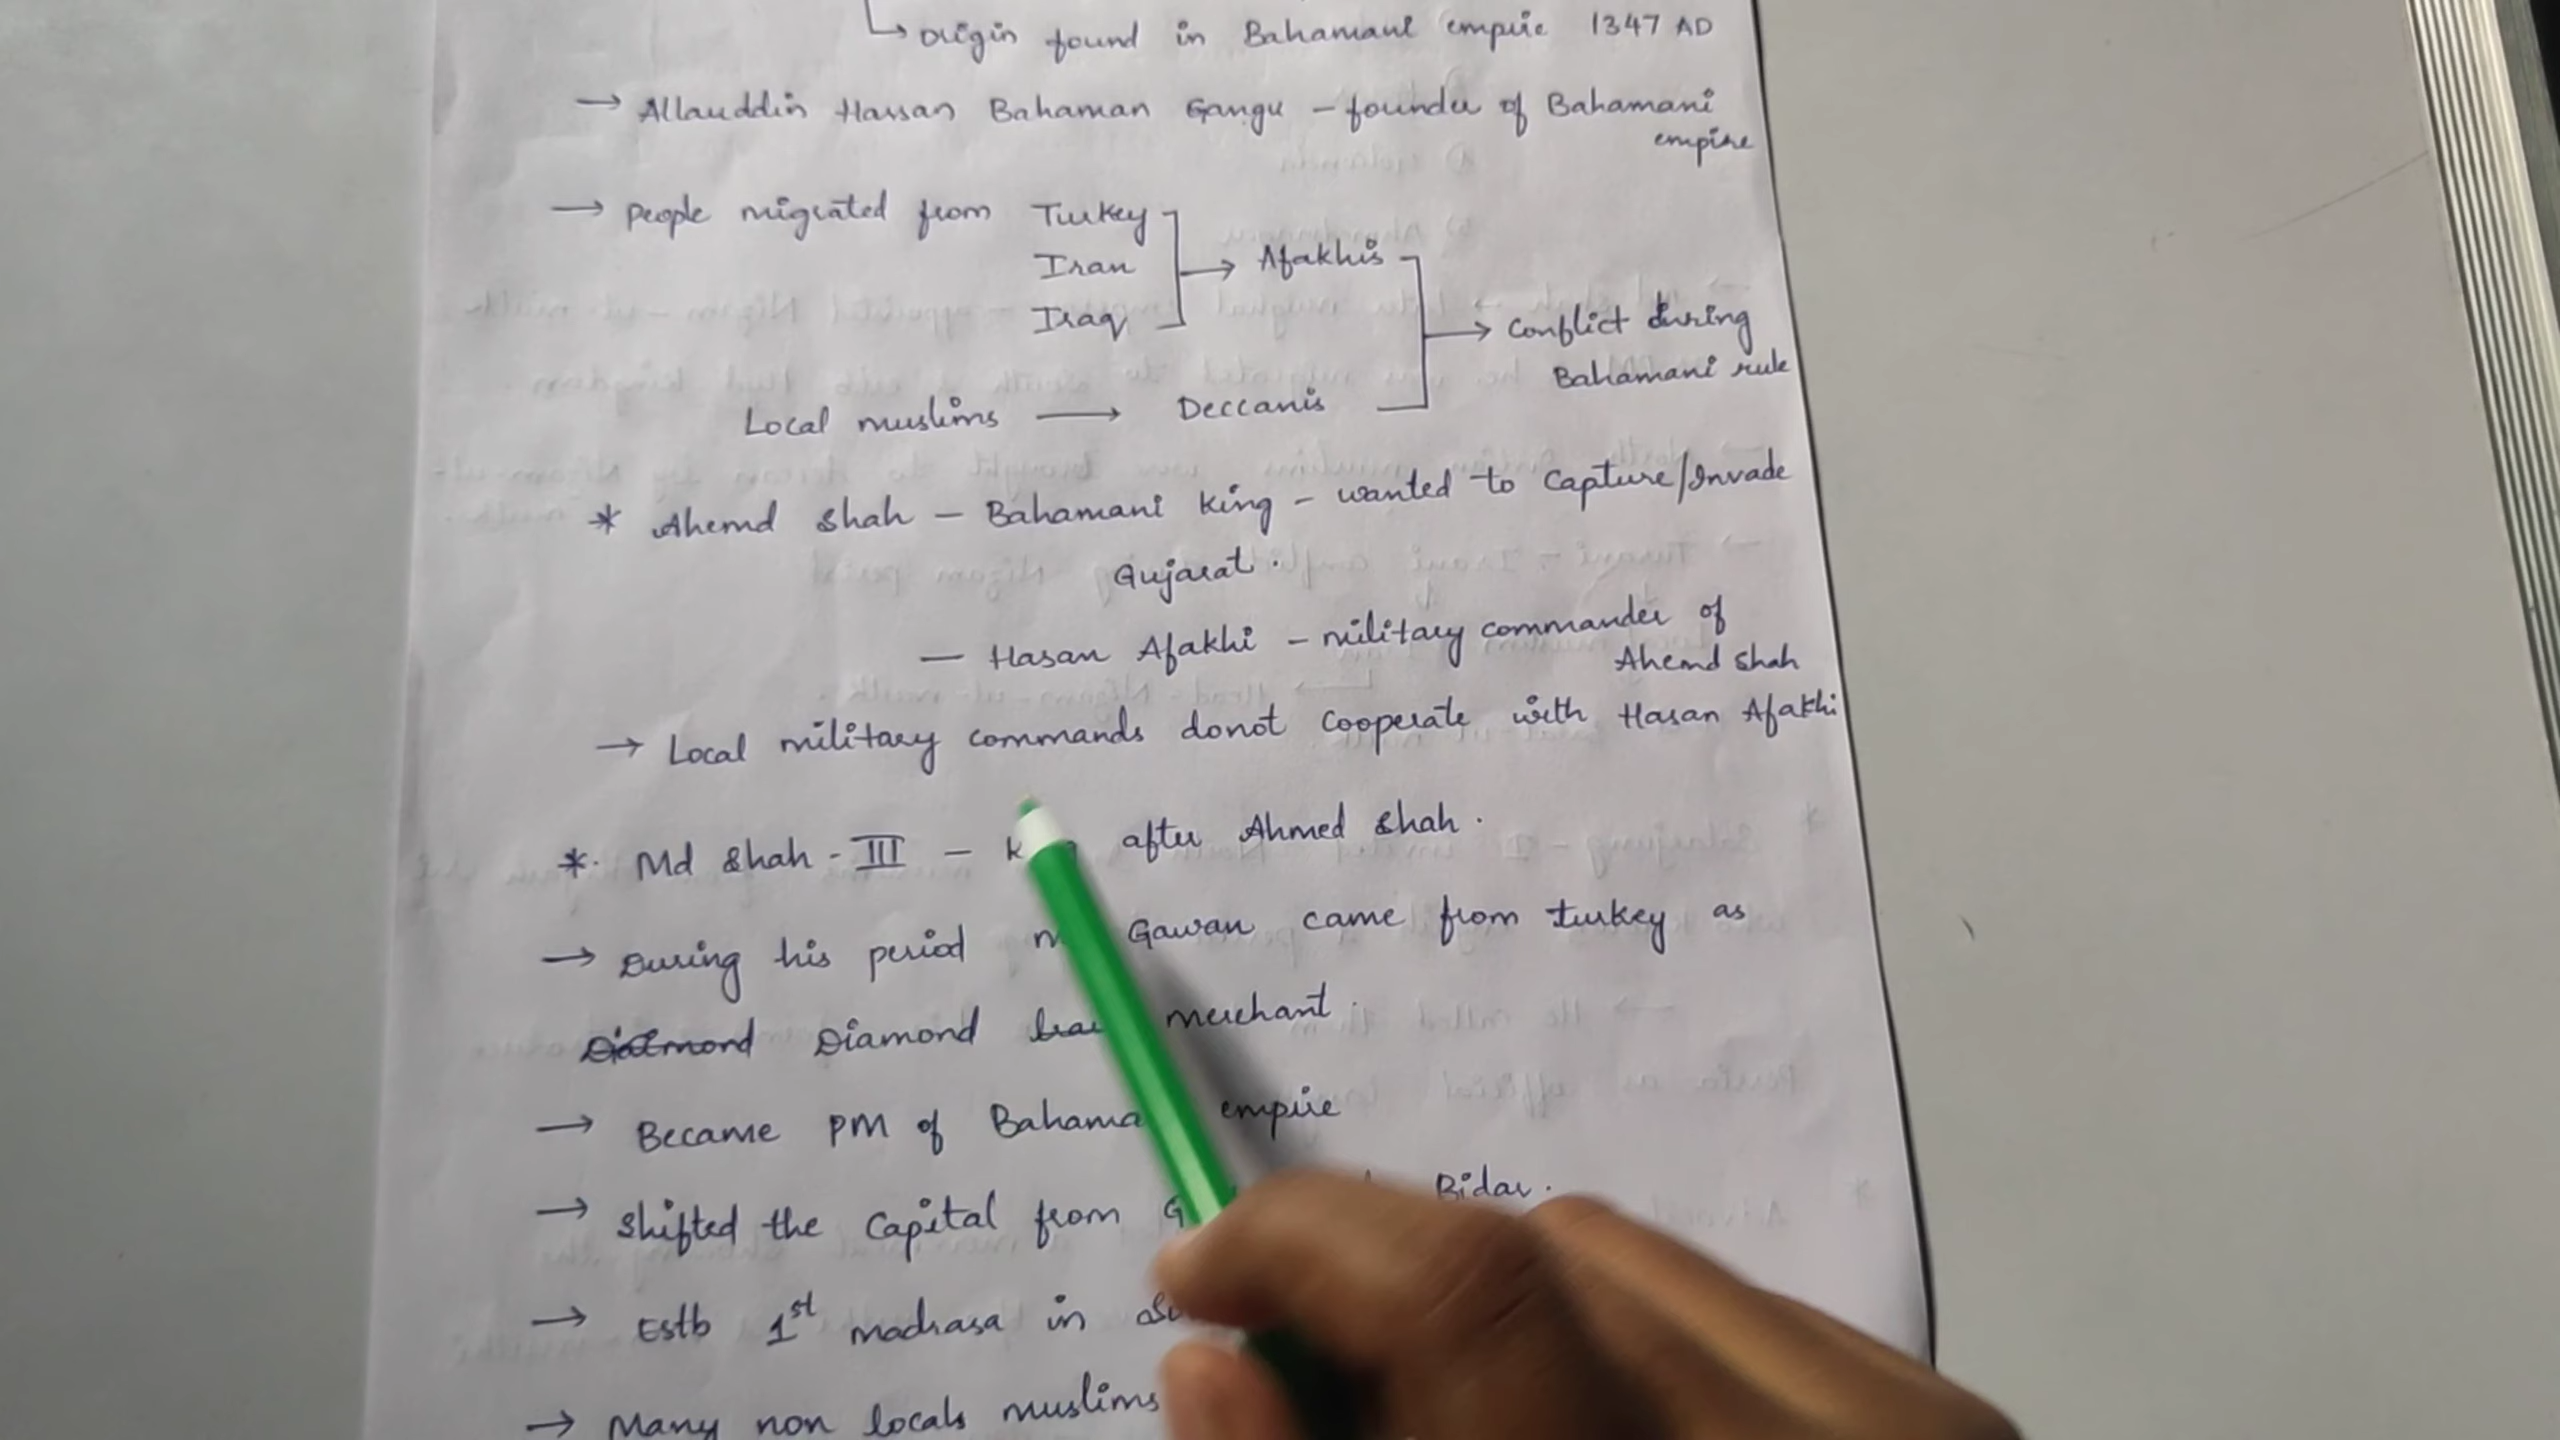 ↳ origin found in Bahamani empire 1347 AD
→ Allauddin Hassan Bahaman Gangu – founder of Bahamani
empire
→ People migrated from Turkey
Iran → Afakhis
Iraq
→ Conflict during
Bahamani rule
Local muslims → Deccanis
* Ahemd Shah – Bahamani King – wanted to Capture/Invade
Gujarat.
— Hasan Afakhi – military commander of
Ahemd Shah
→ Local military commands donot cooperate with Hasan Afakhi
* Md Shah - III – after Ahmed Shah.
→ During his period Gawan came from turkey as
Diamond merchant.
→ Became PM of empire
→ Shifted the Capital from Bidar.
→ Estb 1st madrasa in
→ Many non locals muslims